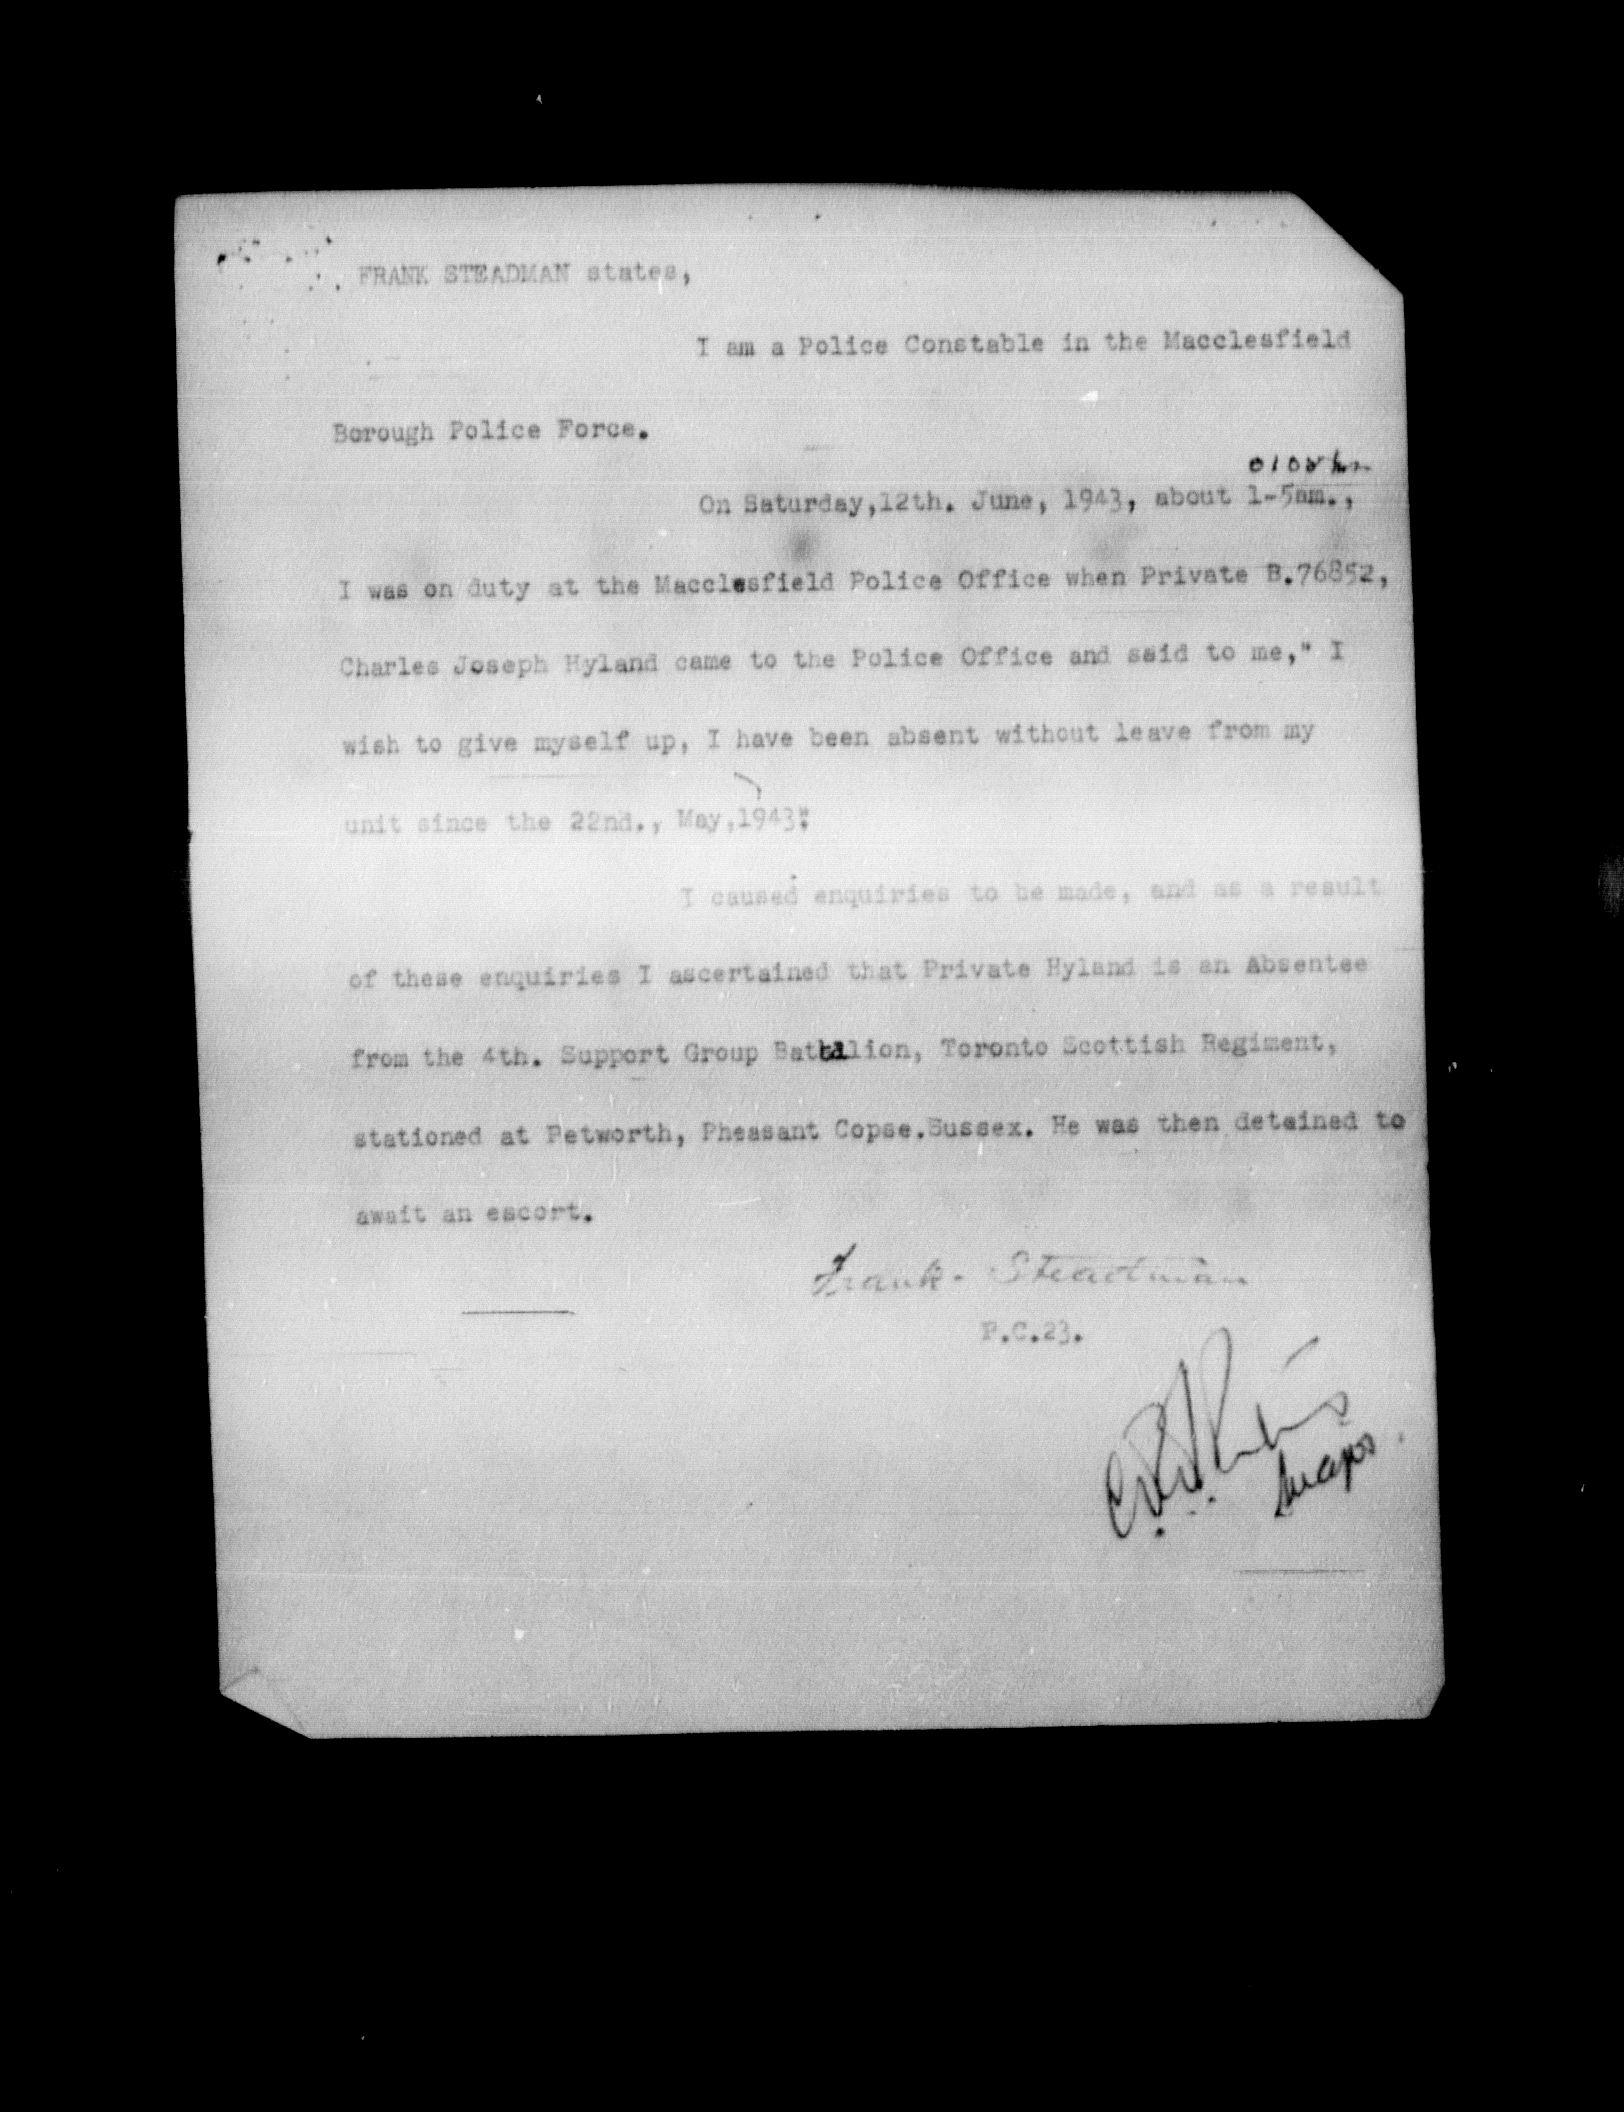 FRANK STEADMAN states,
I am a Police Constable in the Macclesfield
Borough Police Force.
On Saturday,12th. June, 1943, about 1-5am.,
I was on duty at the Macclesfield Police Office when Private B.76852,
Charles Joseph Hyland came to the Police Office and said to me," I
wish to give myself up, I have been absent without leave from my
unit since the 22nd., May,1943".
I caused enquiries to be made, and as a result
of these enquiries I ascertained that Private Hyland is an Absentee
from the 4th. Support Group Battalion, Toronto Scottish Regiment,
stationed at Petworth, Pheasant Copse.Sussex. He was then detained to
await an escort.
Frank Steadman
P.C.23.